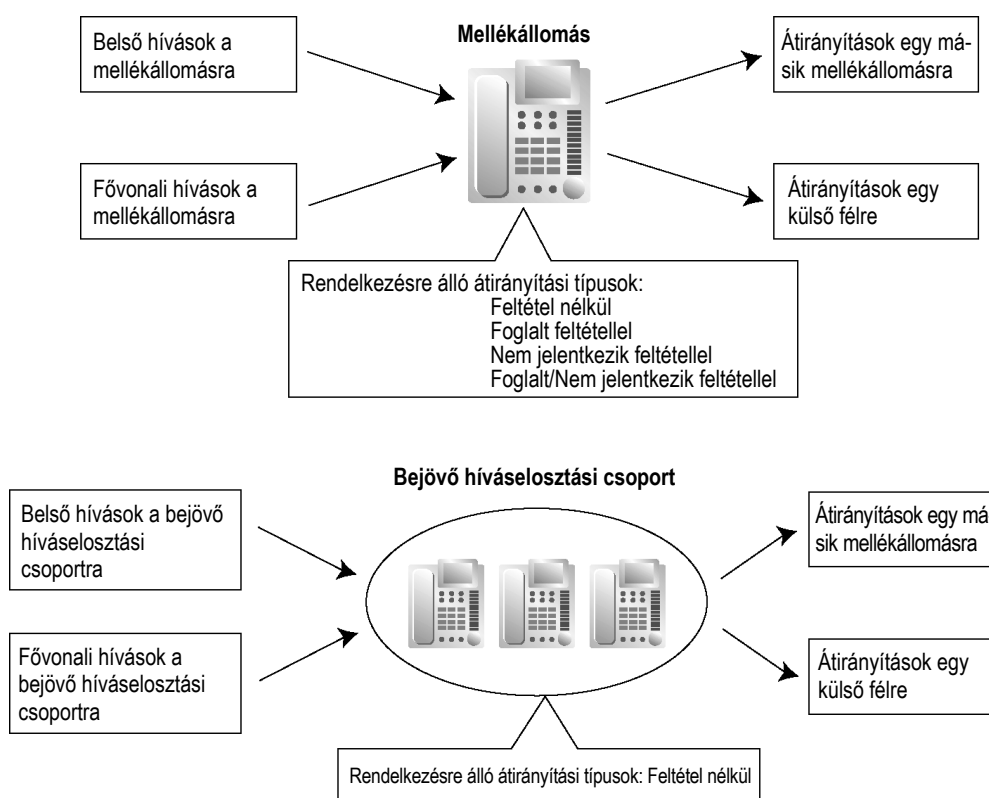 Mellékállomás
Belső hívások a
mellékállomásra
Átirányítások egy má-
sik mellékállomásra
Fővonali hívások a
mellékállomásra
Átirányítások egy
külső félre
Rendelkezésre álló átirányítási típusok:
Feltétel nélkül
Foglalt feltétellel
Nem jelentkezik feltétellel
Foglalt/Nem jelentkezik feltétellel
Bejövő híváselosztási csoport
Belső hívások a bejövő
híváselosztási
csoportra
Átirányítások egy má
sik mellékállomásra
Fővonali hívások a
bejövő híváselosztási
csoportra
Átirányítások egy
külső félre
Rendelkezésre álló átirányítási típusok: Feltétel nélkül